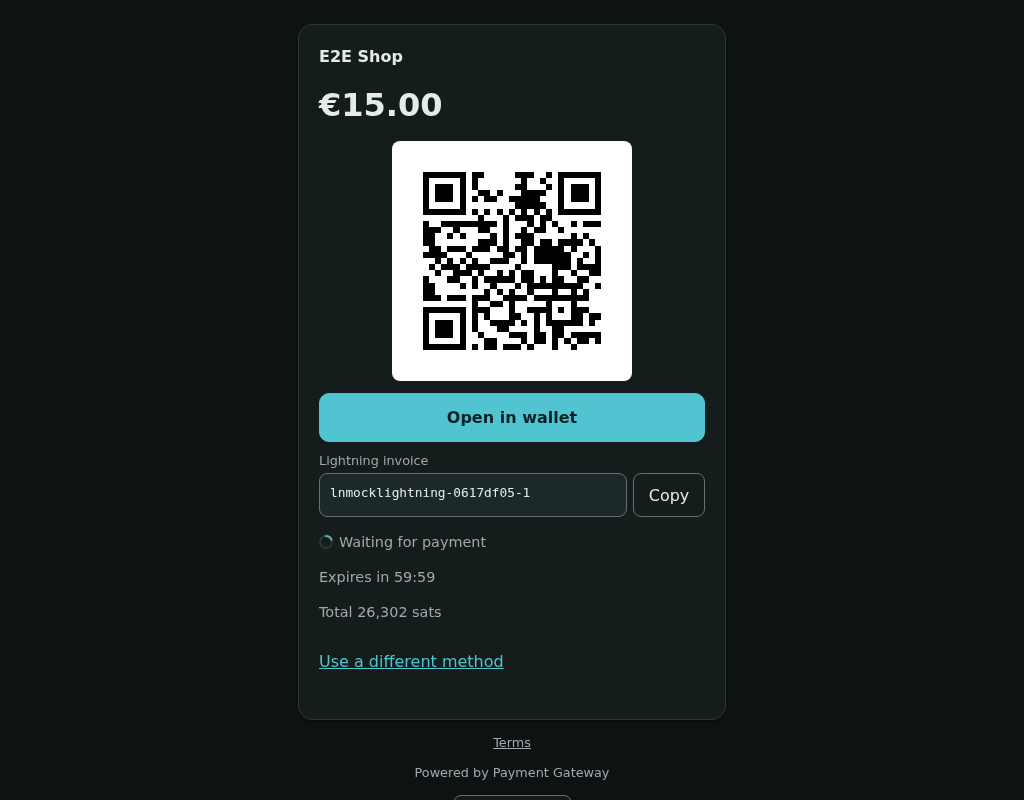 E2E Shop
€15.00
Open in wallet
Lightning invoice
lnmocklightning-0617df05-1
Copy
Waiting for payment
Expires in 59:59
Total 26,302 sats
Use a different method
Terms
Powered by Payment Gateway